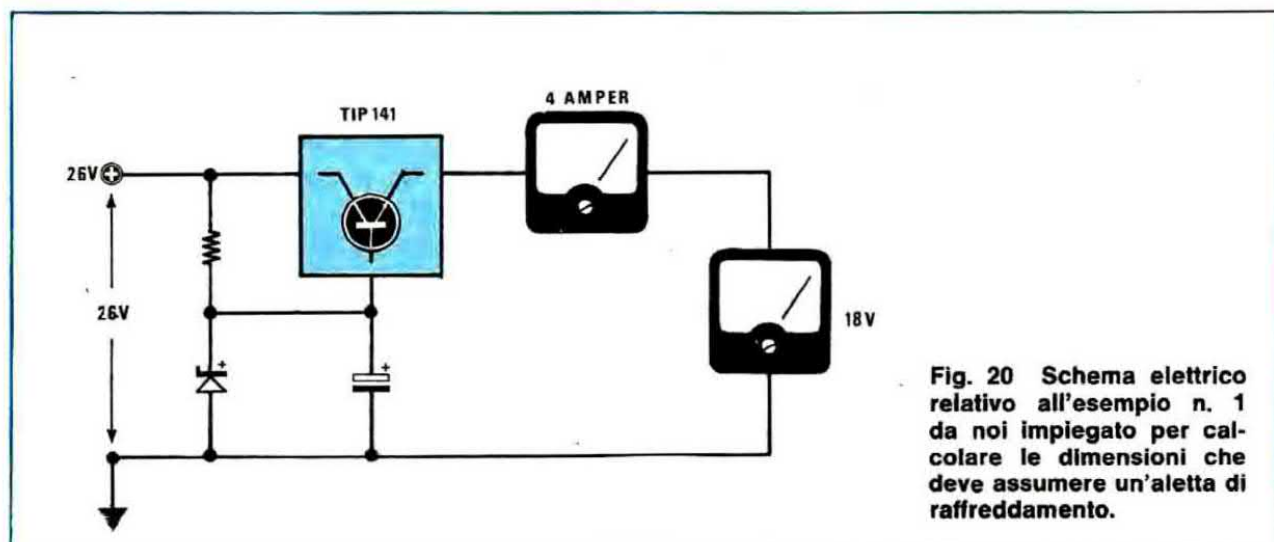 4 AMPER
TIP 141
26V
26V
18V
Fig. 20 Schema elettrico
relativo all'esempio n. 1
da noi impiegato per cal-
colare le dimensioni che
deve assumere un'aletta di
raffreddamento.